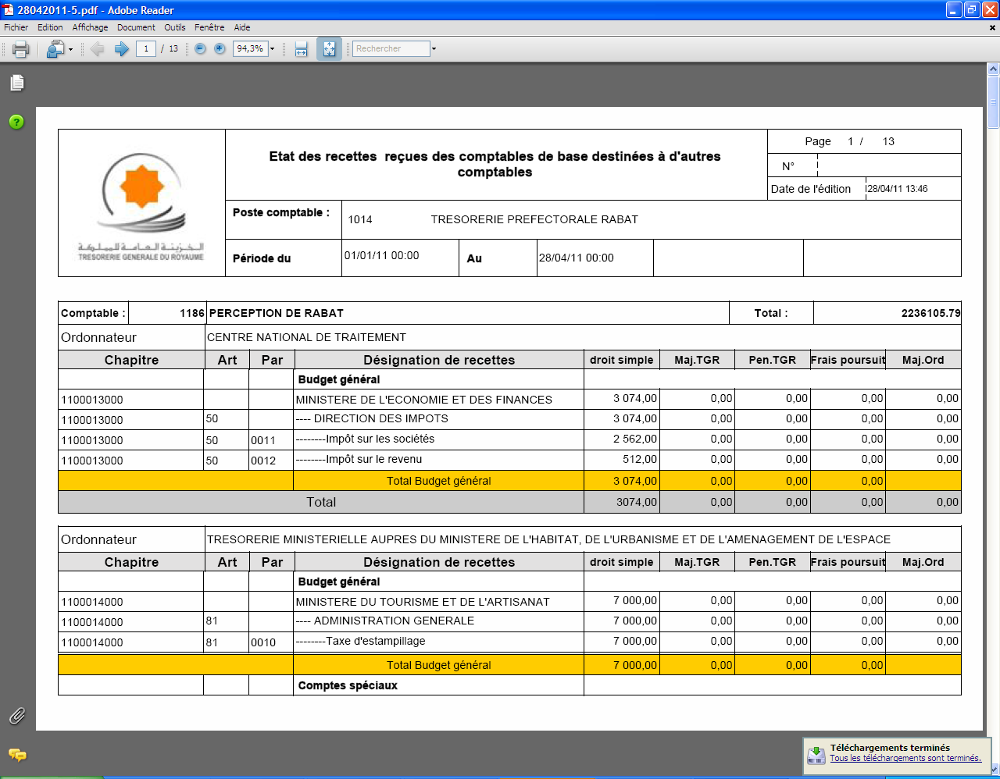 28042011-5.pdf - Adobe Reader
Fichier Edition Affichage Document Outils Fenêtre Aide
1 / 13 94,3% Rechercher
Etat des recettes reçues des comptables de base destinées à d'autres comptables
Page 1 / 13
N°
Date de l'édition 28/04/11 13:46
الخزينة العامة للمملكة
TRESORERIE GENERALE DU ROYAUME
Poste comptable : 1014 TRESORERIE PREFECTORALE RABAT
Période du 01/01/11 00:00 Au 28/04/11 00:00
Comptable : 1186 PERCEPTION DE RABAT Total : 2236105.79
Ordonnateur CENTRE NATIONAL DE TRAITEMENT
Chapitre Art Par Désignation de recettes droit simple Maj.TGR Pen.TGR Frais poursuit Maj.Ord
Budget général
1100013000 MINISTERE DE L'ECONOMIE ET DES FINANCES 3 074,00 0,00 0,00 0,00 0,00
1100013000 50 ---- DIRECTION DES IMPOTS 3 074,00 0,00 0,00 0,00 0,00
1100013000 50 0011 --------Impôt sur les sociétés 2 562,00 0,00 0,00 0,00 0,00
1100013000 50 0012 --------Impôt sur le revenu 512,00 0,00 0,00 0,00 0,00
Total Budget général 3 074,00 0,00 0,00 0,00
Total 3074,00 0,00 0,00 0,00 0,00
Ordonnateur TRESORERIE MINISTERIELLE AUPRES DU MINISTERE DE L'HABITAT, DE L'URBANISME ET DE L'AMENAGEMENT DE L'ESPACE
Chapitre Art Par Désignation de recettes droit simple Maj.TGR Pen.TGR Frais poursuit Maj.Ord
Budget général
1100014000 MINISTERE DU TOURISME ET DE L'ARTISANAT 7 000,00 0,00 0,00 0,00 0,00
1100014000 81 ---- ADMINISTRATION GENERALE 7 000,00 0,00 0,00 0,00 0,00
1100014000 81 0010 --------Taxe d'estampillage 7 000,00 0,00 0,00 0,00 0,00
Total Budget général 7 000,00 0,00 0,00 0,00
Comptes spéciaux
Téléchargements terminés
Tous les téléchargements sont terminés.